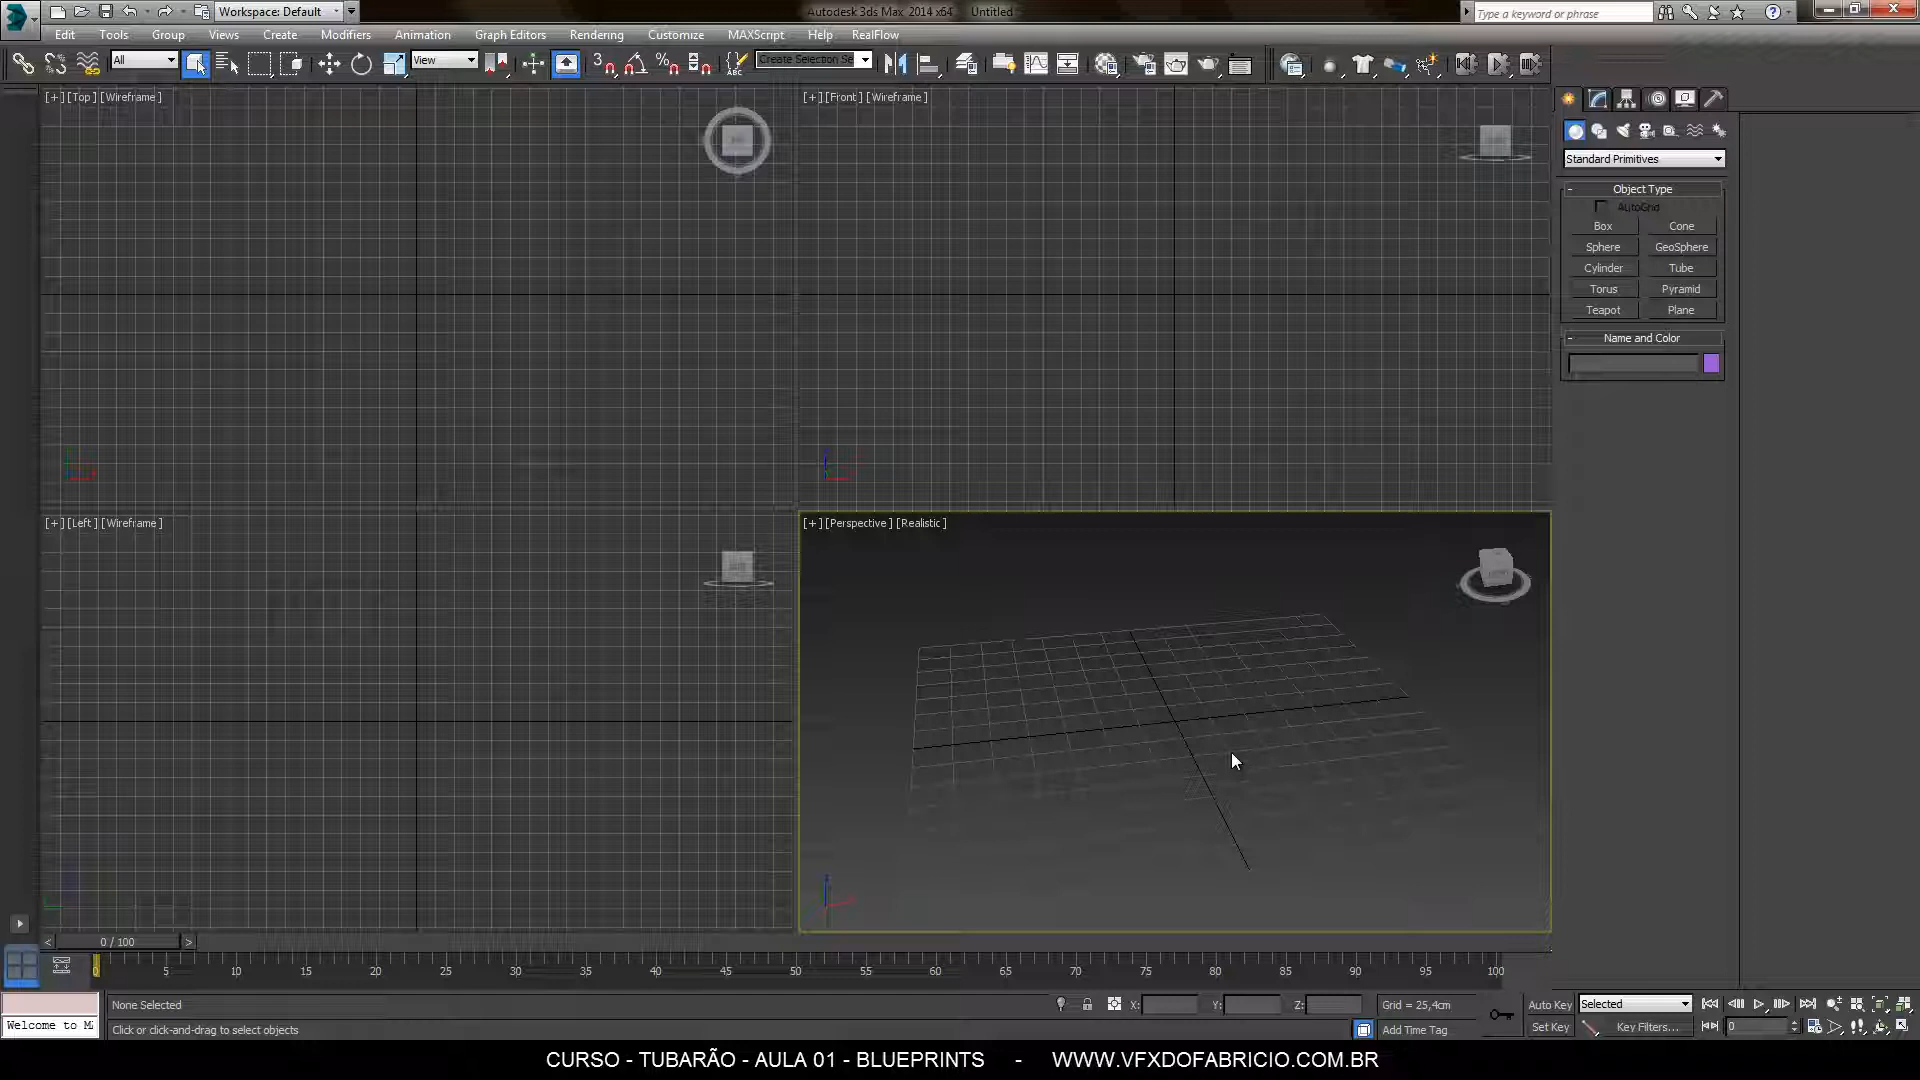 Workspace: Default
Autodesk 3ds Max 2014 x64 Untitled
Type a keyword or phrase
Edit Tools Group Views Create Modifiers Animation Graph Editors Rendering Customize MAXScript Help RealFlow
All
View
3
Create Selection Se
[+] [Top] [Wireframe]
[+] [Front] [Wireframe]
Standard Primitives
- Object Type
AutoGrid
Box Cone
Sphere GeoSphere
Cylinder Tube
Torus Pyramid
Teapot Plane
- Name and Color
[+] [Left] [Wireframe]
[+] [Perspective] [Realistic]
< 0 / 100 >
0 5 10 15 20 25 30 35 40 45 50 55 60 65 70 75 80 85 90 95 100
None Selected X: Y: Z: Grid = 25,4cm Auto Key Selected
Welcome to M Click or click-and-drag to select objects Add Time Tag Set Key Key Filters... 0
CURSO - TUBARÃO - AULA 01 - BLUEPRINTS - WWW.VFXDOFABRICIO.COM.BR